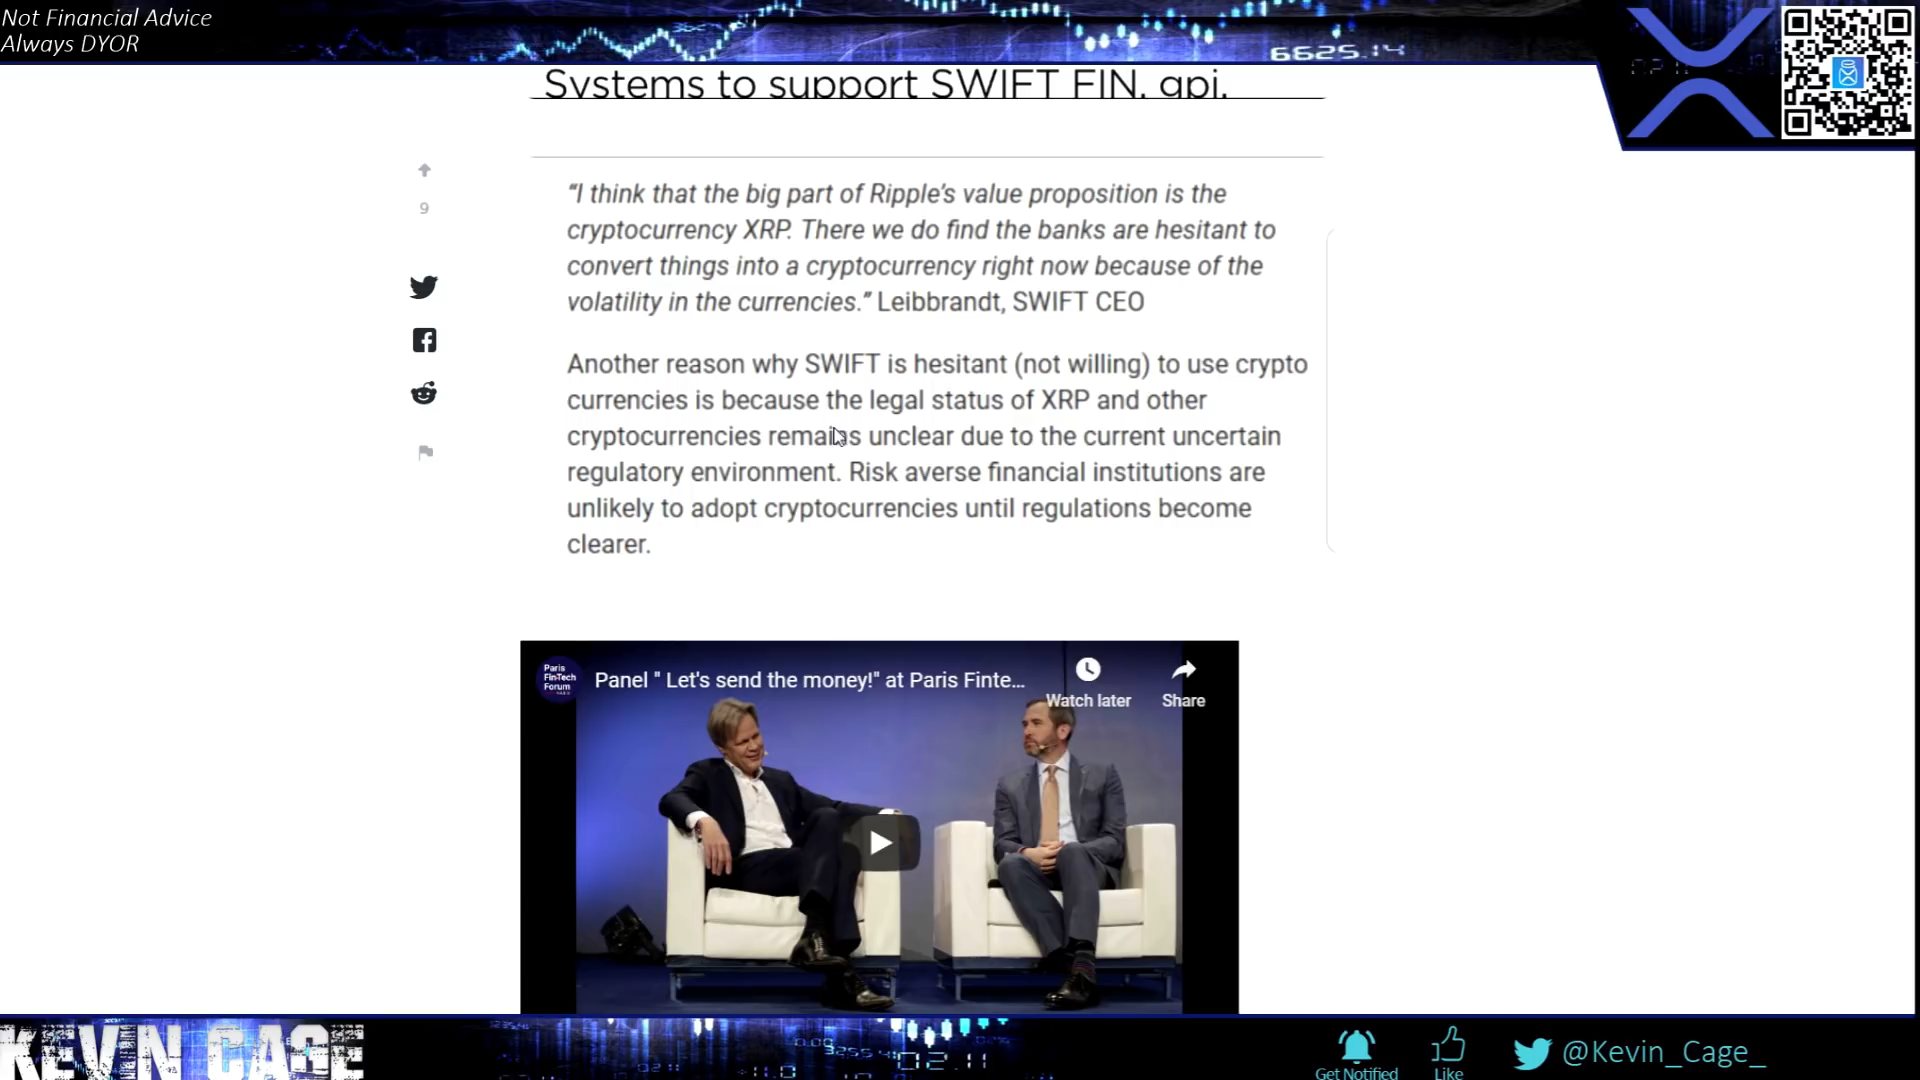 Not Financial Advice
Always DYOR
6625.14
Systems to support SWIFT FIN, gpi,
9
“I think that the big part of Ripple’s value proposition is the
cryptocurrency XRP. There we do find the banks are hesitant to
convert things into a cryptocurrency right now because of the
volatility in the currencies.” Leibbrandt, SWIFT CEO
Another reason why SWIFT is hesitant (not willing) to use crypto
currencies is because the legal status of XRP and other
cryptocurrencies remains unclear due to the current uncertain
regulatory environment. Risk averse financial institutions are
unlikely to adopt cryptocurrencies until regulations become
clearer.
Paris
FinTech
Forum
Panel " Let's send the money!" at Paris Finte...
Watch later
Share
KEVIN CAGE
02.11
Get Notified
Like
@Kevin_Cage_